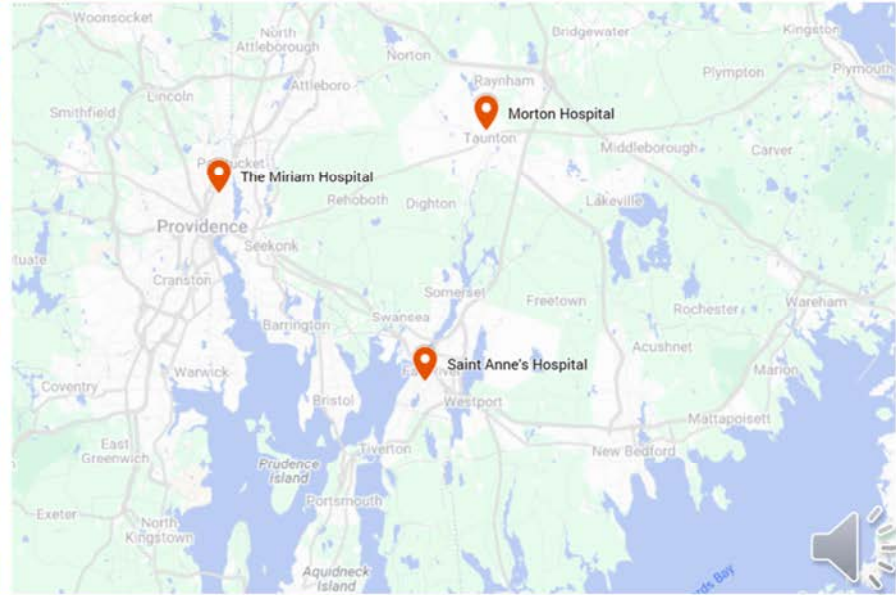 Woonsocket
North
Attleborough
Bridgewater
Kingston
Norton
Raynham
Plympton
Plymouth
Attleboro
Lincoln
Smithfield
Morton Hospital
Taunton
Middleborough
Carver
The Miriam Hospital
Rehoboth
Dighton
Lakeville
Providence
Seekonk
Cranston
Somerset
Freetown
Rochester
Wareham
Swansea
Barrington
Acushnet
Saint Anne's Hospital
Warwick
Marion
Coventry
Bristol
Westport
Mattapoisett
East
Greenwich
Tiverton
New Bedford
Prudence
Island
Portsmouth
Exeter
North
Kingstown
Aquidneck
Island
Bay